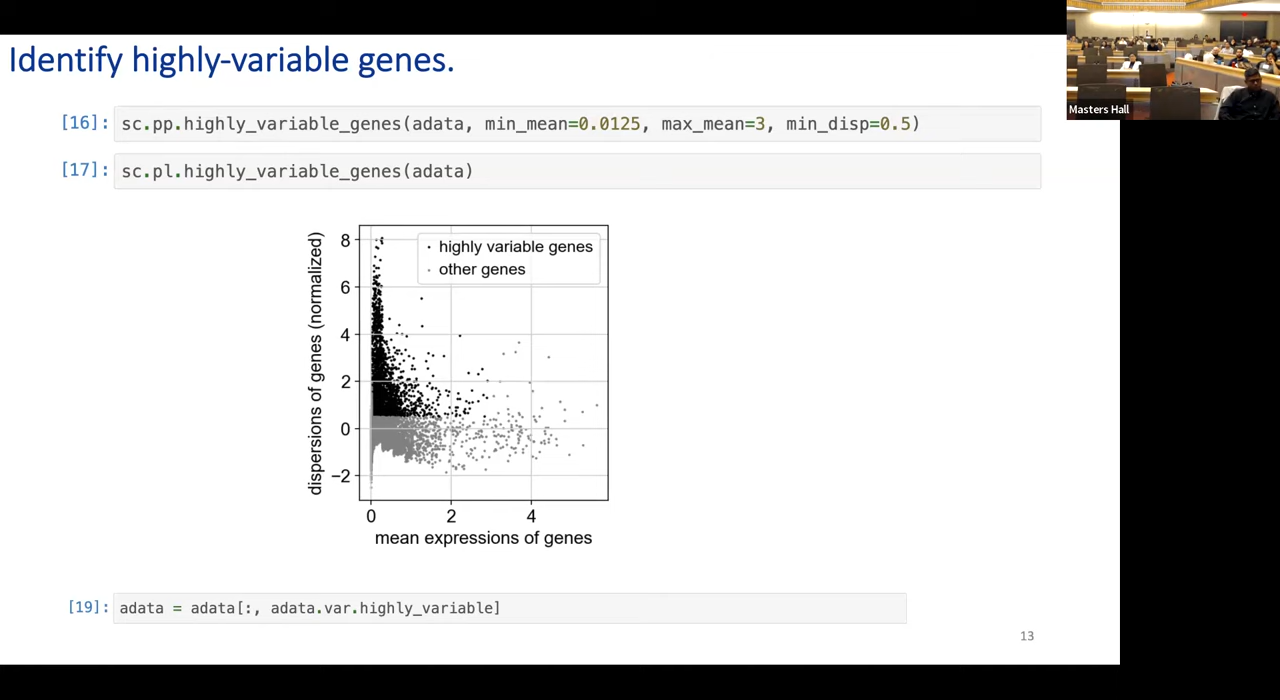 Identify highly-variable genes.
Masters Hall
[16]: sc.pp.highly_variable_genes(adata, min_mean=0.0125, max_mean=3, min_disp=0.5)
[17]: sc.pl.highly_variable_genes(adata)
dispersions of genes (normalized)
8
6
4
2
0
−2
highly variable genes
other genes
0 2 4
mean expressions of genes
[19]: adata = adata[:, adata.var.highly_variable]
13